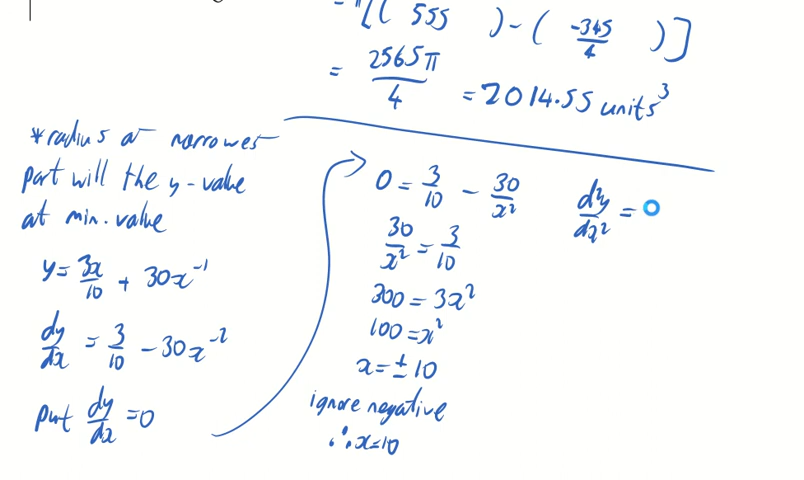 = π[( 555 ) - ( -345/4 )]
= 2565π/4 = 2014.55 units³
*radius at narrowest
part will the y-value
at min. value
y = 3x/10 + 30x⁻¹
dy/dx = 3/10 - 30x⁻²
put dy/dx = 0
0 = 3/10 - 30/x²
30/x² = 3/10
300 = 3x²
100 = x²
x = ± 10
ignore negative
∴ x = 10
d²y/dx² =